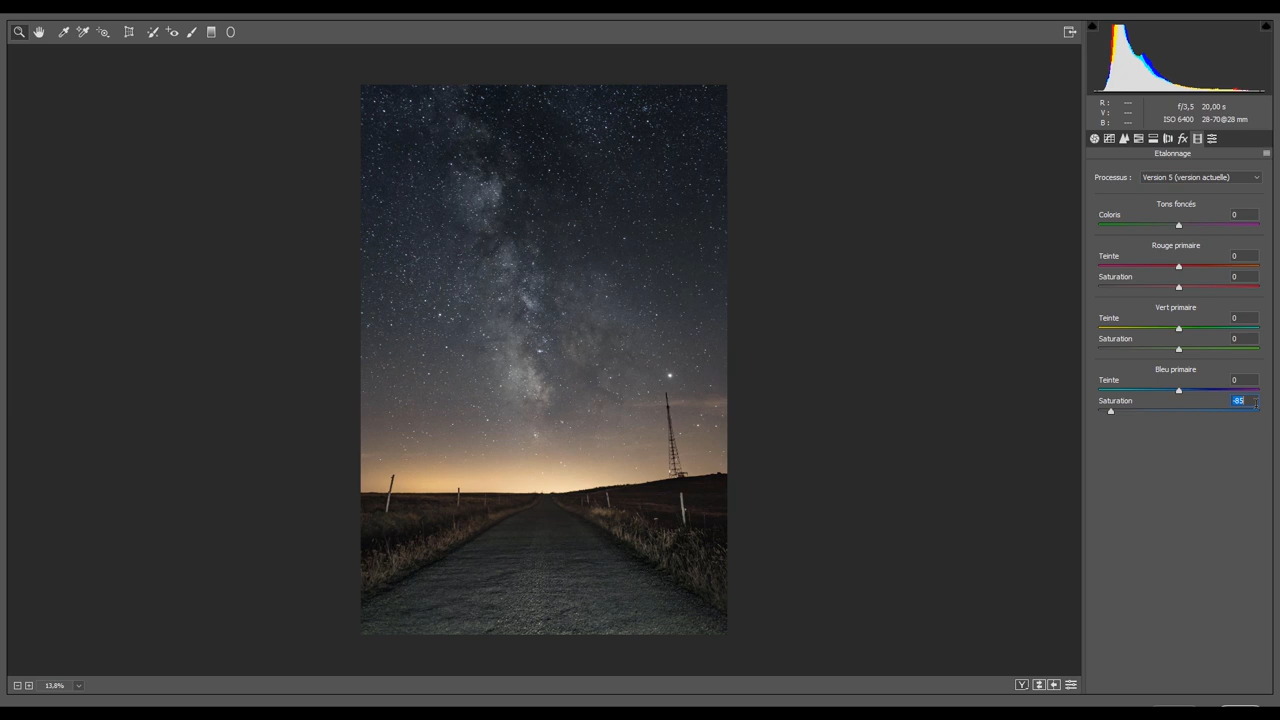 R : ---
V : ---
B : ---
f/3,5 20,00 s
ISO 6400 28-70@28 mm
fx
Etalonnage
Processus : Version 5 (version actuelle)
Tons foncés
Coloris 0
Rouge primaire
Teinte 0
Saturation 0
Vert primaire
Teinte 0
Saturation 0
Bleu primaire
Teinte 0
Saturation -85
13,8% Y